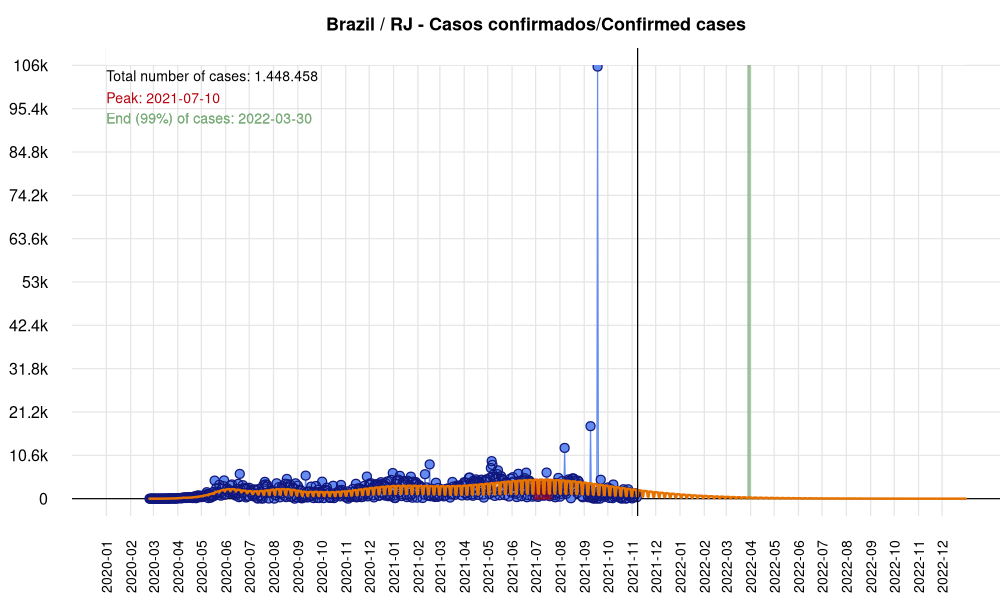 Brazil / RJ - Casos confirmados/Confirmed cases
Total number of cases: 1.448.458
Peak: 2021-07-10
End (99%) of cases: 2022-03-30
106k
95.4k
84.8k
74.2k
63.6k
53k
42.4k
31.8k
21.2k
10.6k
0
2020-01
2020-02
2020-03
2020-04
2020-05
2020-06
2020-07
2020-08
2020-09
2020-10
2020-11
2020-12
2021-01
2021-02
2021-03
2021-04
2021-05
2021-06
2021-07
2021-08
2021-09
2021-10
2021-11
2021-12
2022-01
2022-02
2022-03
2022-04
2022-05
2022-06
2022-07
2022-08
2022-09
2022-10
2022-11
2022-12